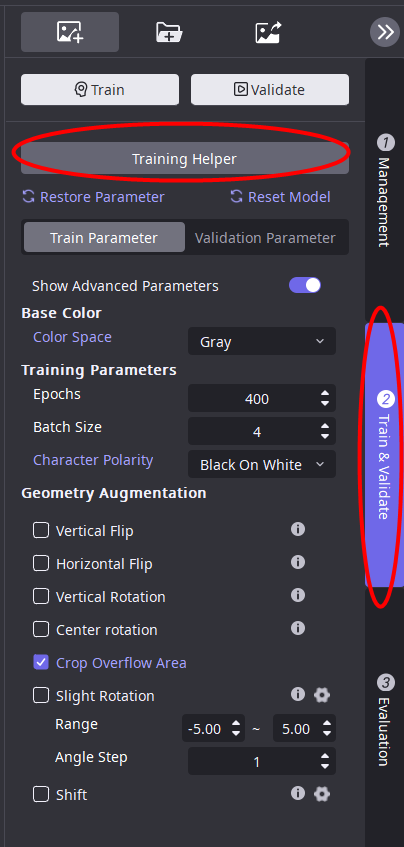 Train
Validate
Training Helper
Restore Parameter
Reset Model
Train Parameter
Validation Parameter
Show Advanced Parameters
Base Color
Color Space
Gray
Training Parameters
Epochs
400
Batch Size
4
Character Polarity
Black On White
Geometry Augmentation
Vertical Flip
Horizontal Flip
Vertical Rotation
Center rotation
Crop Overflow Area
Slight Rotation
Range
-5.00 ~ 5.00
Angle Step
1
Shift
1 Management
2 Train & Validate
3 Evaluation